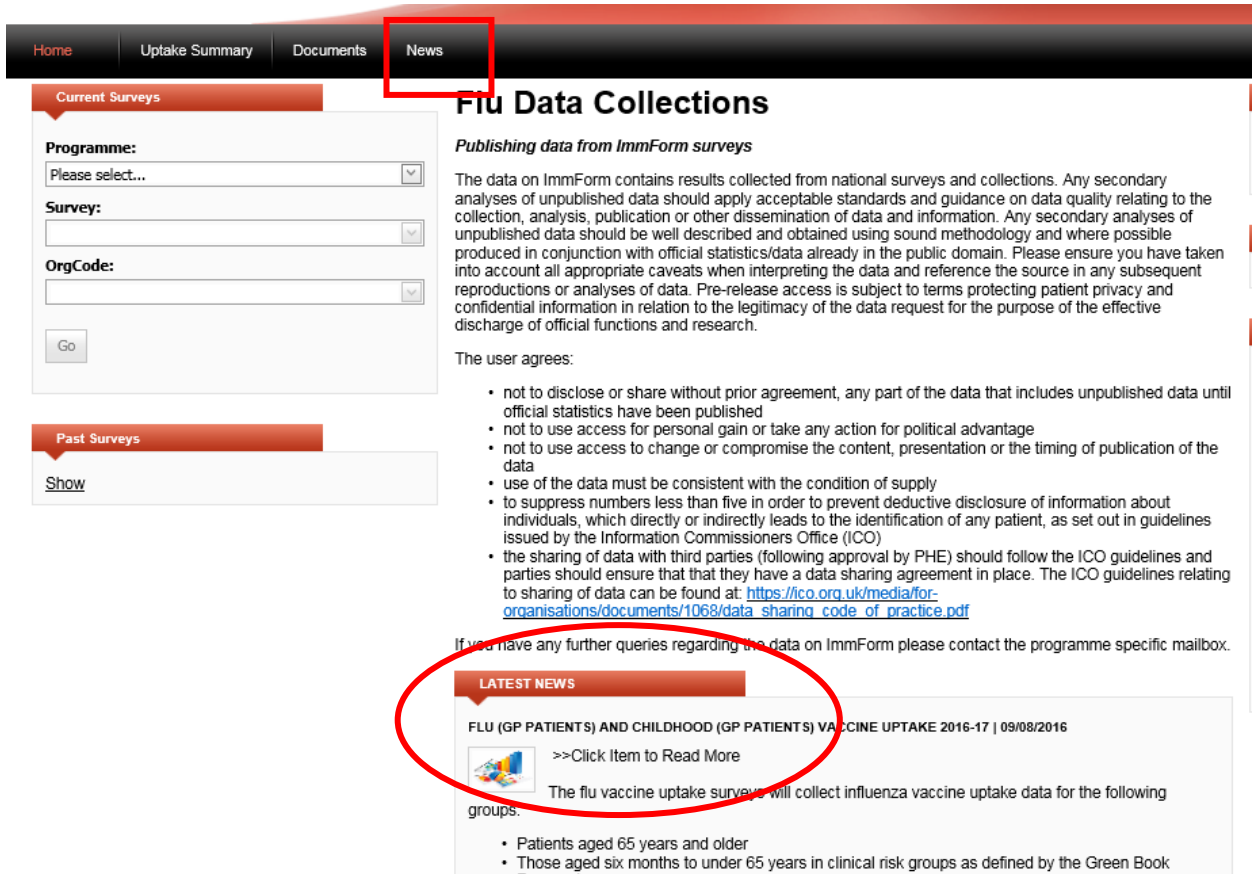 Home
Uptake Summary
Documents
News
Current Surveys
Programme:
Please select...
Survey:
OrgCode:
Go
Past Surveys
Show
Flu Data Collections
Publishing data from ImmForm surveys
The data on ImmForm contains results collected from national surveys and collections. Any secondary
analyses of unpublished data should apply acceptable standards and guidance on data quality relating to the
collection, analysis, publication or other dissemination of data and information. Any secondary analyses of
unpublished data should be well described and obtained using sound methodology and where possible
produced in conjunction with official statistics/data already in the public domain. Please ensure you have taken
into account all appropriate caveats when interpreting the data and reference the source in any subsequent
reproductions or analyses of data. Pre-release access is subject to terms protecting patient privacy and
confidential information in relation to the legitimacy of the data request for the purpose of the effective
discharge of official functions and research.
The user agrees:
• not to disclose or share without prior agreement, any part of the data that includes unpublished data until
official statistics have been published
• not to use access for personal gain or take any action for political advantage
• not to use access to change or compromise the content, presentation or the timing of publication of the
data
• use of the data must be consistent with the condition of supply
• to suppress numbers less than five in order to prevent deductive disclosure of information about
individuals, which directly or indirectly leads to the identification of any patient, as set out in guidelines
issued by the Information Commissioners Office (ICO)
• the sharing of data with third parties (following approval by PHE) should follow the ICO guidelines and
parties should ensure that that they have a data sharing agreement in place. The ICO guidelines relating
to sharing of data can be found at: https://ico.org.uk/media/for-
organisations/documents/1068/data_sharing_code_of_practice.pdf
If you have any further queries regarding the data on ImmForm please contact the programme specific mailbox.
LATEST NEWS
FLU (GP PATIENTS) AND CHILDHOOD (GP PATIENTS) VACCINE UPTAKE 2016-17 | 09/08/2016
>>Click Item to Read More
The flu vaccine uptake surveys will collect influenza vaccine uptake data for the following
groups:
• Patients aged 65 years and older
• Those aged six months to under 65 years in clinical risk groups as defined by the Green Book